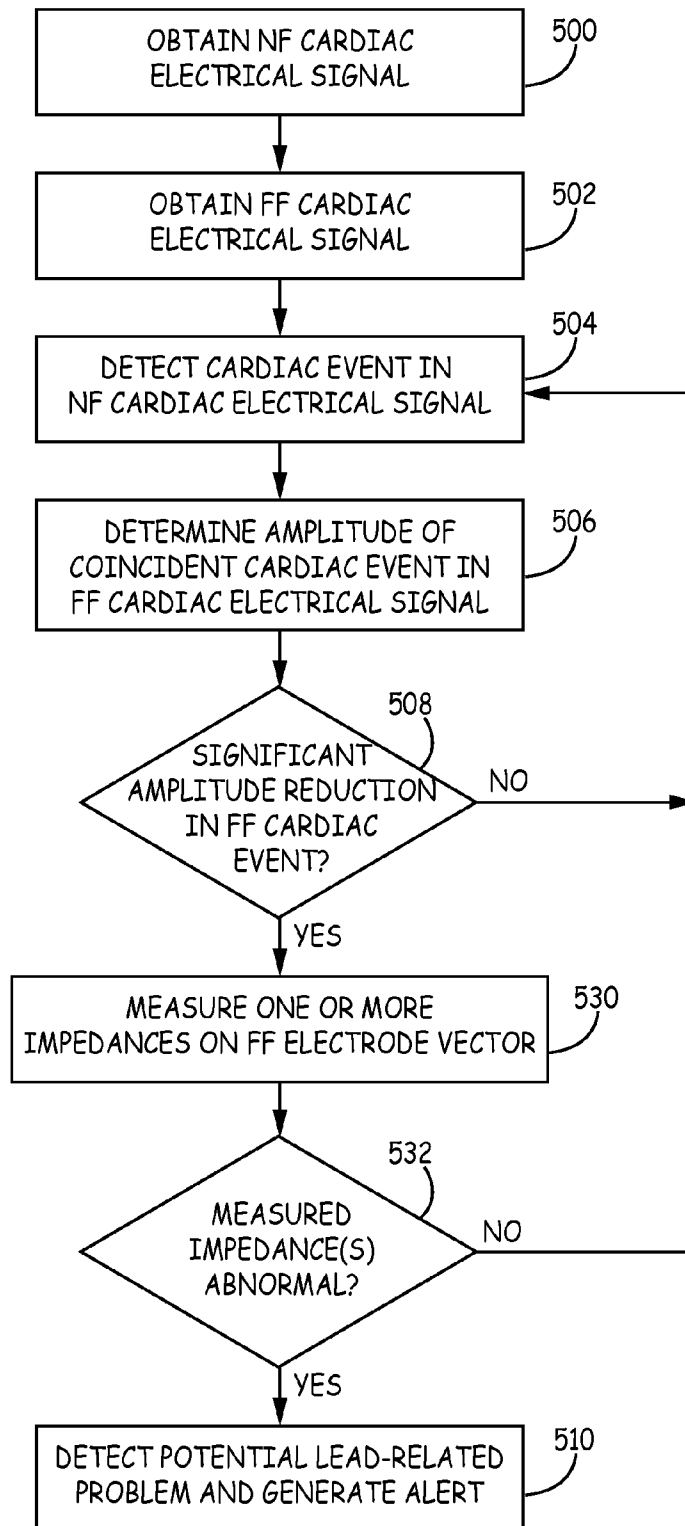 OBTAIN NF CARDIAC
ELECTRICAL SIGNAL
500
OBTAIN FF CARDIAC
ELECTRICAL SIGNAL
502
DETECT CARDIAC EVENT IN
NF CARDIAC ELECTRICAL SIGNAL
504
DETERMINE AMPLITUDE OF
COINCIDENT CARDIAC EVENT IN
FF CARDIAC ELECTRICAL SIGNAL
506
SIGNIFICANT
AMPLITUDE REDUCTION
IN FF CARDIAC
EVENT?
508
NO
YES
MEASURE ONE OR MORE
IMPEDANCES ON FF ELECTRODE VECTOR
530
MEASURED
IMPEDANCE(S)
ABNORMAL?
532
NO
YES
DETECT POTENTIAL LEAD-RELATED
PROBLEM AND GENERATE ALERT
510